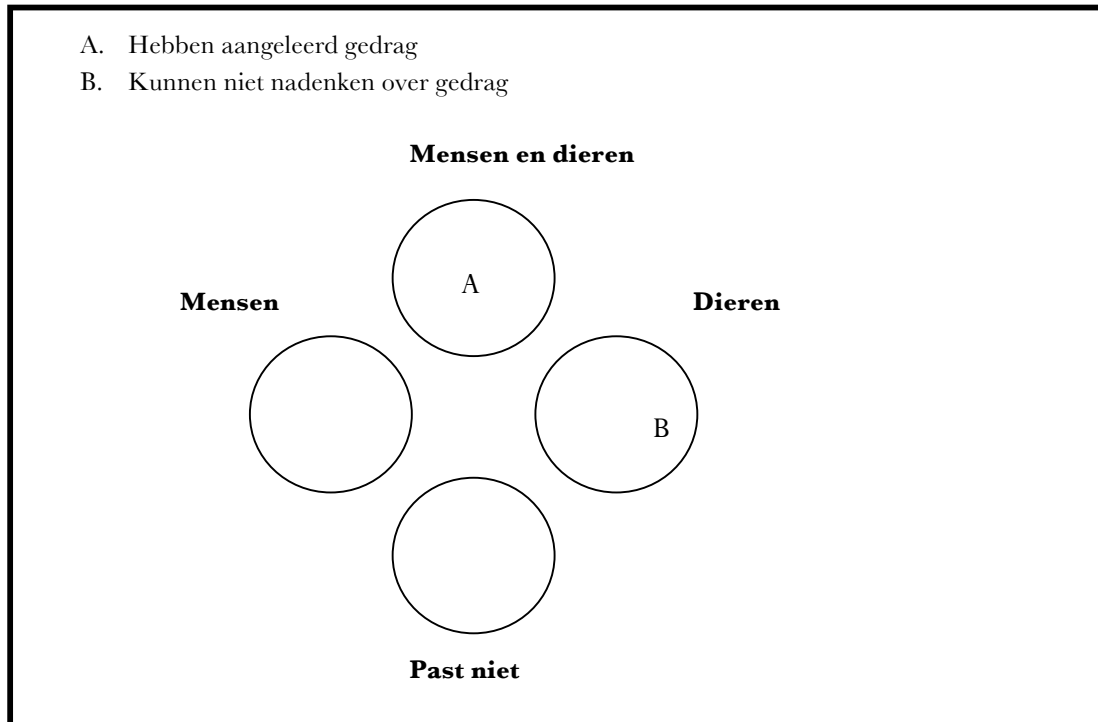 A. Hebben aangeleerd gedrag
B. Kunnen niet nadenken over gedrag
Mensen en dieren
A
Mensen
Dieren
B
Past niet